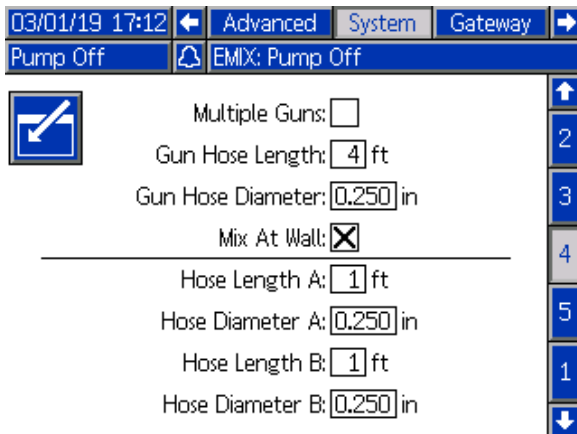 03/01/19 17:12 Advanced System Gateway
Pump Off EMIX: Pump Off
Multiple Guns:
Gun Hose Length: 4 ft
Gun Hose Diameter: 0.250 in
Mix At Wall:
Hose Length A: 1 ft
Hose Diameter A: 0.250 in
Hose Length B: 1 ft
Hose Diameter B: 0.250 in
2
3
4
5
1